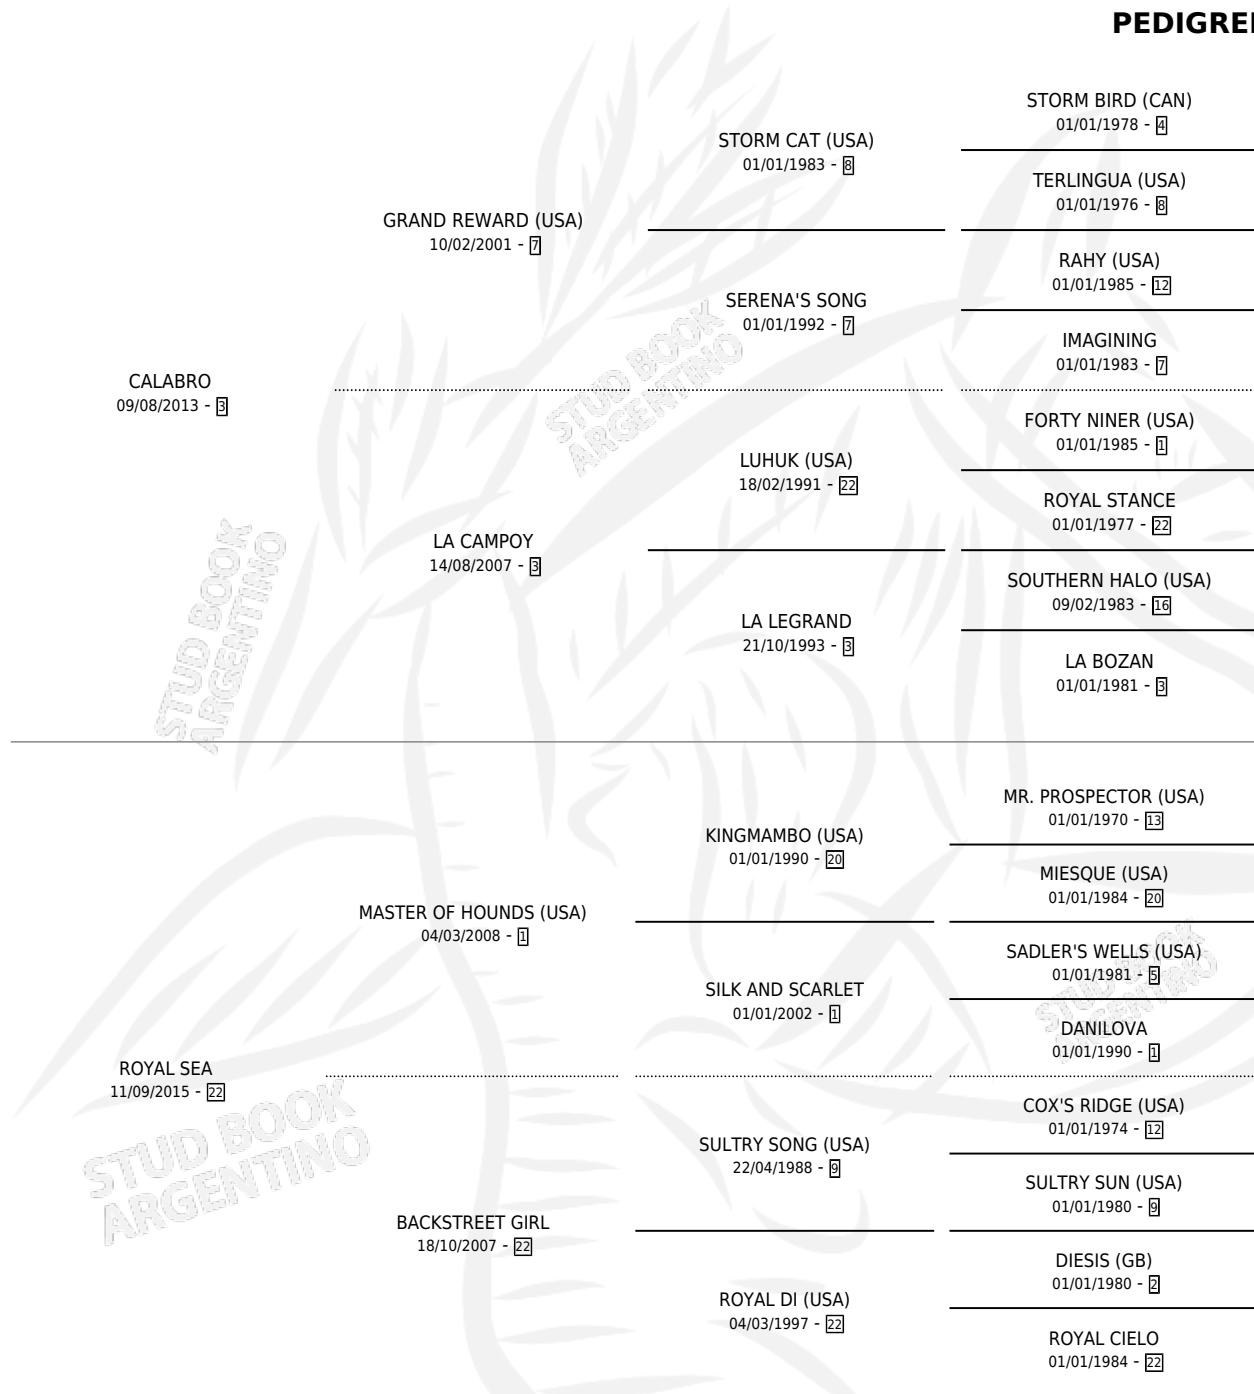 PEDIGREE
STORM BIRD (CAN)
01/01/1978 - 4
STORM CAT (USA)
01/01/1983 - 8
TERLINGUA (USA)
01/01/1976 - 8
GRAND REWARD (USA)
10/02/2001 - 7
RAHY (USA)
01/01/1985 - 12
SERENA'S SONG
01/01/1992 - 7
IMAGINING
01/01/1983 - 7
CALABRO
09/08/2013 - 3
FORTY NINER (USA)
01/01/1985 - 1
LUHUK (USA)
18/02/1991 - 22
ROYAL STANCE
01/01/1977 - 22
LA CAMPOY
14/08/2007 - 3
SOUTHERN HALO (USA)
09/02/1983 - 16
LA LEGRAND
21/10/1993 - 3
LA BOZAN
01/01/1981 - 3
MR. PROSPECTOR (USA)
01/01/1970 - 13
KINGMAMBO (USA)
01/01/1990 - 20
MIESQUE (USA)
01/01/1984 - 20
MASTER OF HOUNDS (USA)
04/03/2008 - 1
SADLER'S WELLS (USA)
01/01/1981 - 5
SILK AND SCARLET
01/01/2002 - 1
DANILOVA
01/01/1990 - 1
ROYAL SEA
11/09/2015 - 22
COX'S RIDGE (USA)
01/01/1974 - 12
SULTRY SONG (USA)
22/04/1988 - 9
SULTRY SUN (USA)
01/01/1980 - 9
BACKSTREET GIRL
18/10/2007 - 22
DIESIS (GB)
01/01/1980 - 2
ROYAL DI (USA)
04/03/1997 - 22
ROYAL CIELO
01/01/1984 - 22
STUD BOOK
ARGENTINO
STUD BOOK
ARGENTINO
STUD BOOK
ARGENTINO
STUD BOOK
ARGENTINO